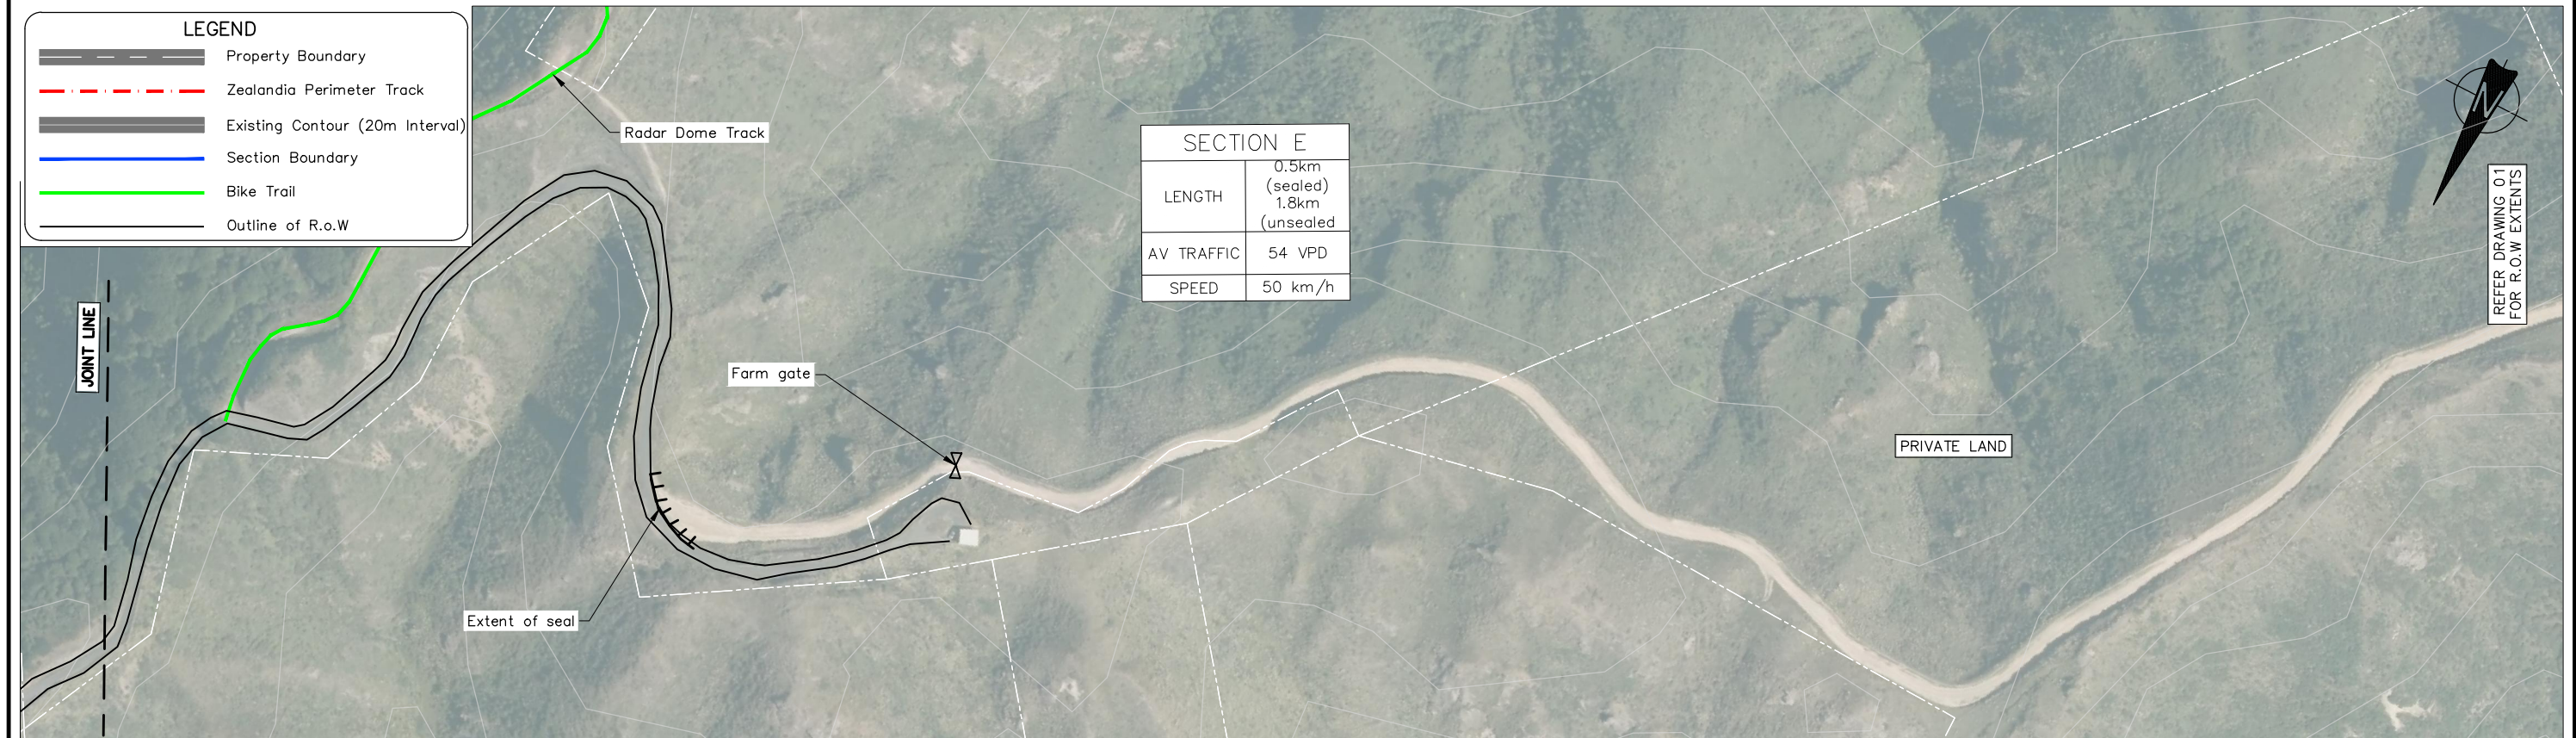 LEGEND
Property Boundary
Zealandia Perimeter Track
Existing Contour (20m Interval)
Section Boundary
Bike Trail
Outline of R.o.W
JOINT LINE
Radar Dome Track
Farm gate
Extent of seal
SECTION E
LENGTH
0.5km
(sealed)
1.8km
(unsealed
AV TRAFFIC
54 VPD
SPEED
50 km/h
PRIVATE LAND
N
REFER DRAWING 01
FOR R.O.W EXTENTS